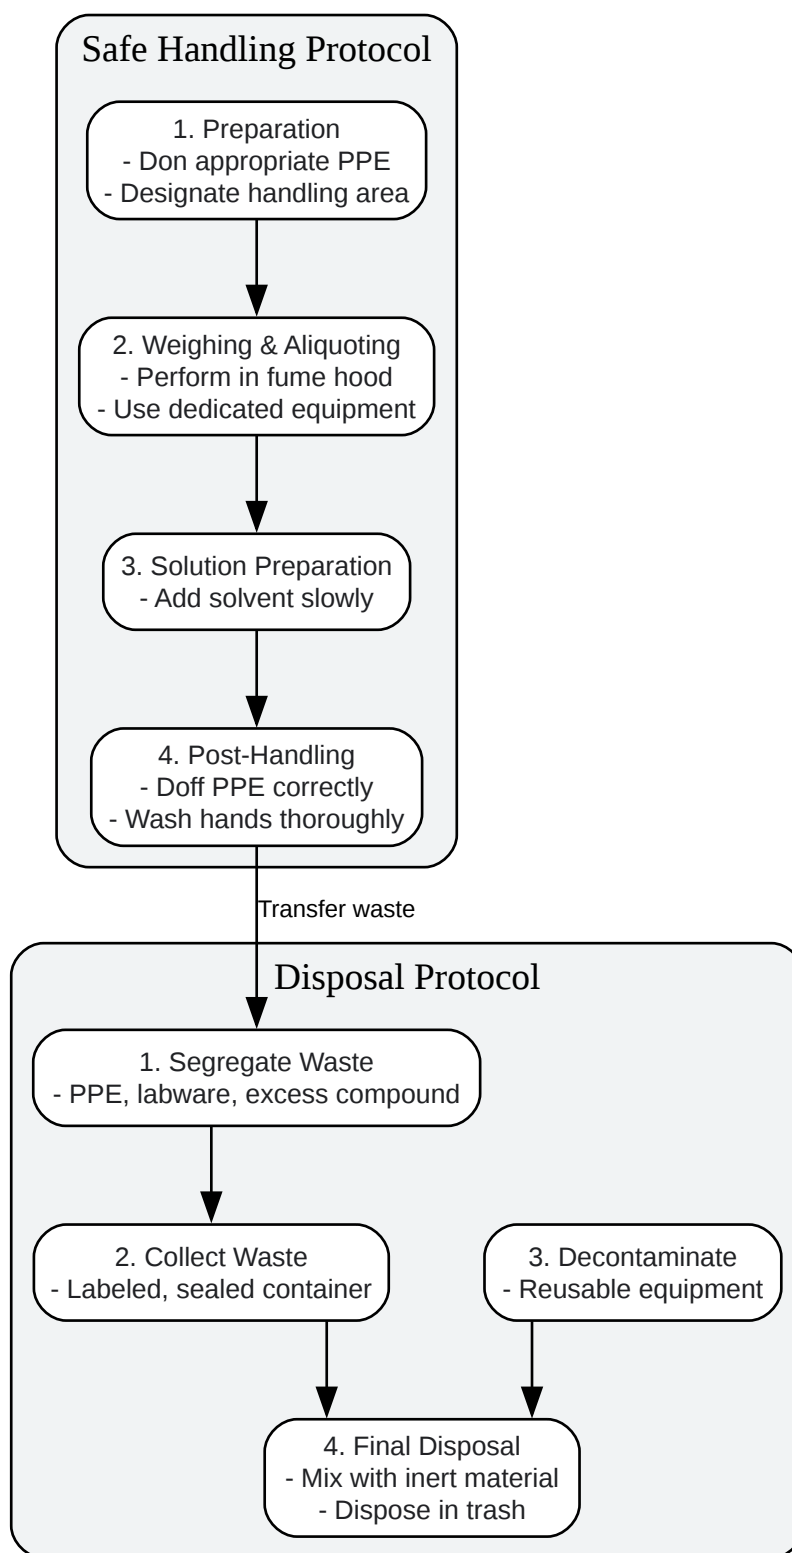 Safe Handling Protocol
1. Preparation
- Don appropriate PPE
- Designate handling area
2. Weighing & Aliquoting
- Perform in fume hood
- Use dedicated equipment
3. Solution Preparation
- Add solvent slowly
4. Post-Handling
- Doff PPE correctly
- Wash hands thoroughly
Transfer waste
Disposal Protocol
1. Segregate Waste
- PPE, labware, excess compound
2. Collect Waste
- Labeled, sealed container
3. Decontaminate
- Reusable equipment
4. Final Disposal
- Mix with inert material
- Dispose in trash